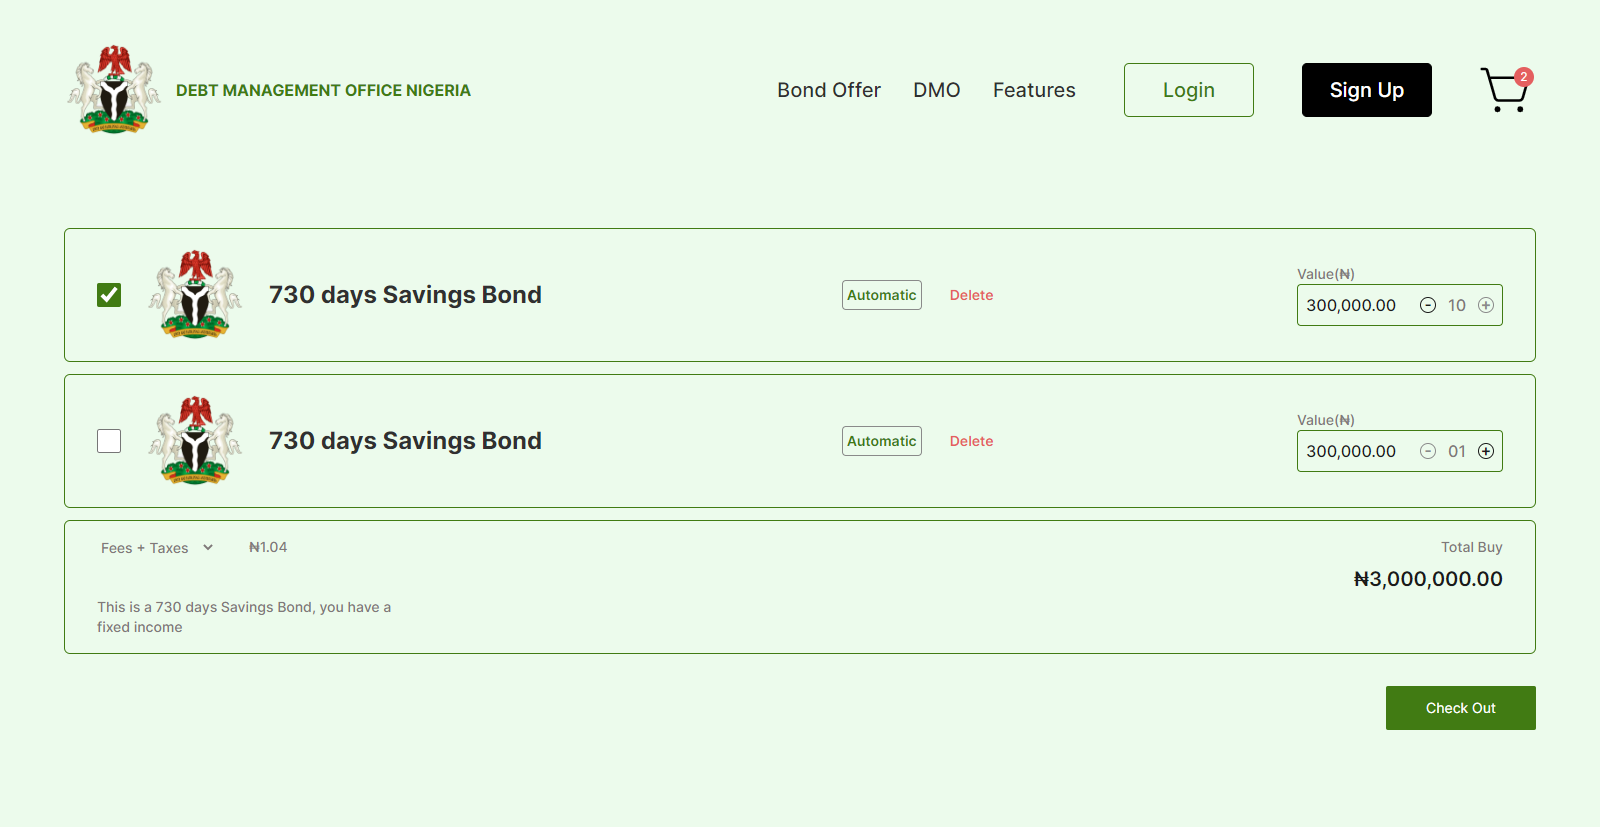 DEBT MANAGEMENT OFFICE NIGERIA
Bond Offer
DMO
Features
Login
Sign Up
2
730 days Savings Bond
Automatic
Delete
Value(₦)
300,000.00
10
730 days Savings Bond
Automatic
Delete
Value(₦)
300,000.00
01
Fees + Taxes
₦1.04
Total Buy
₦3,000,000.00
This is a 730 days Savings Bond, you have a
fixed income
Check Out